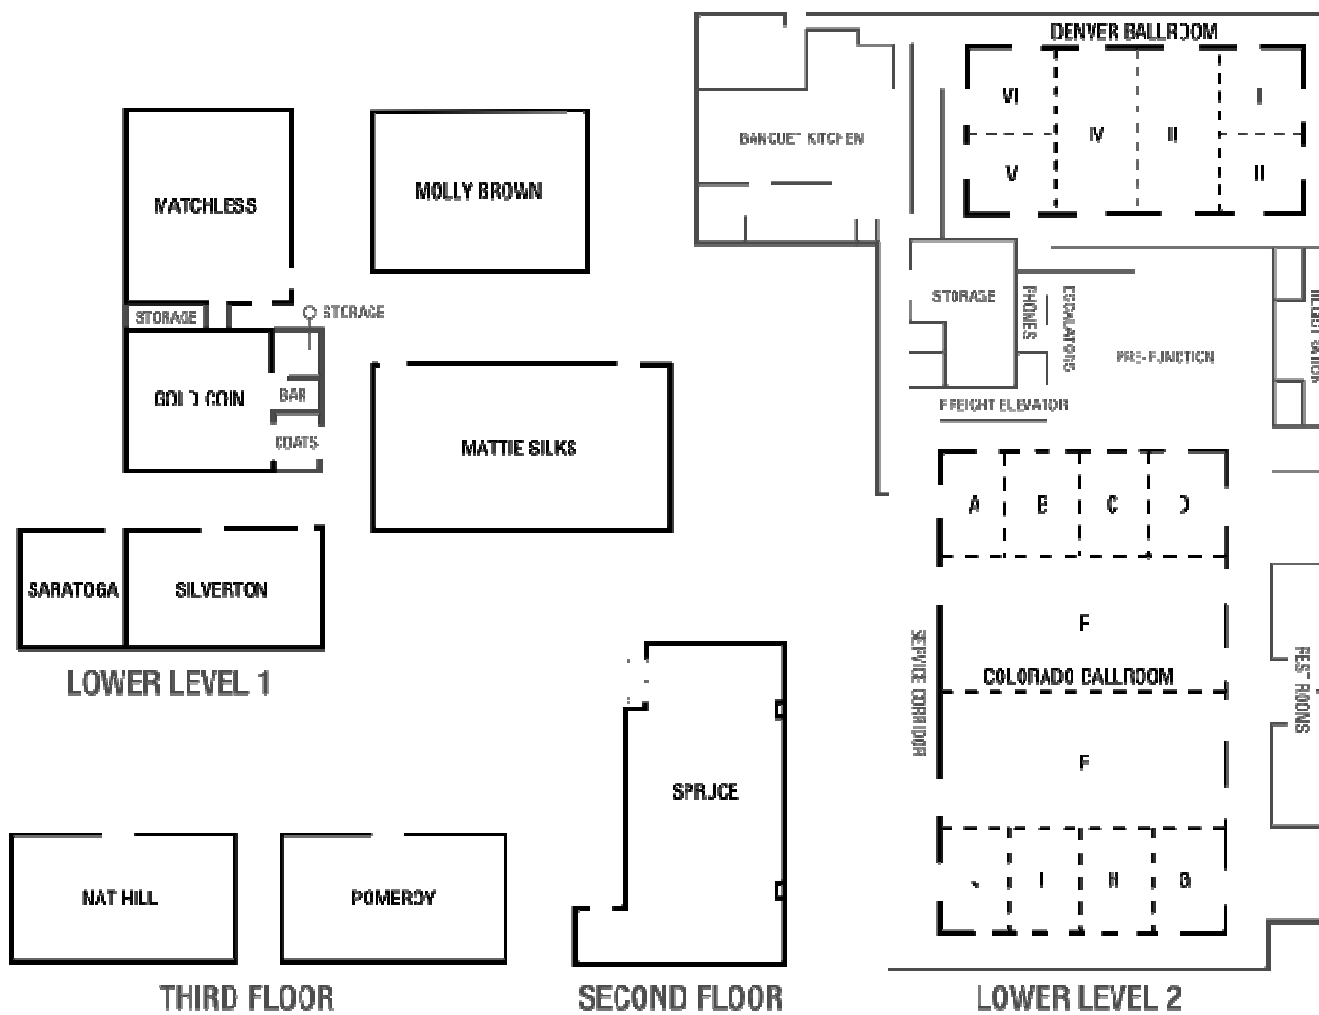 DENVER BALLROOM
VI
I
BANQUET KITCHEN
IV
II
V
II
MATCHLESS
MOLLY BROWN
STORAGE
STORAGE
STORAGE
PHONES
ESCALATORS
PRE-FUNCTION
GOLD COIN
BAR
COATS
FREIGHT ELEVATOR
MATTIE SILKS
A
B
C
D
SARATOGA
SILVERTON
F
SERVICE CORRIDOR
COLORADO BALLROOM
REST ROOMS
LOWER LEVEL 1
F
SPRUCE
NAT HILL
POMEROY
I
H
G
THIRD FLOOR
SECOND FLOOR
LOWER LEVEL 2